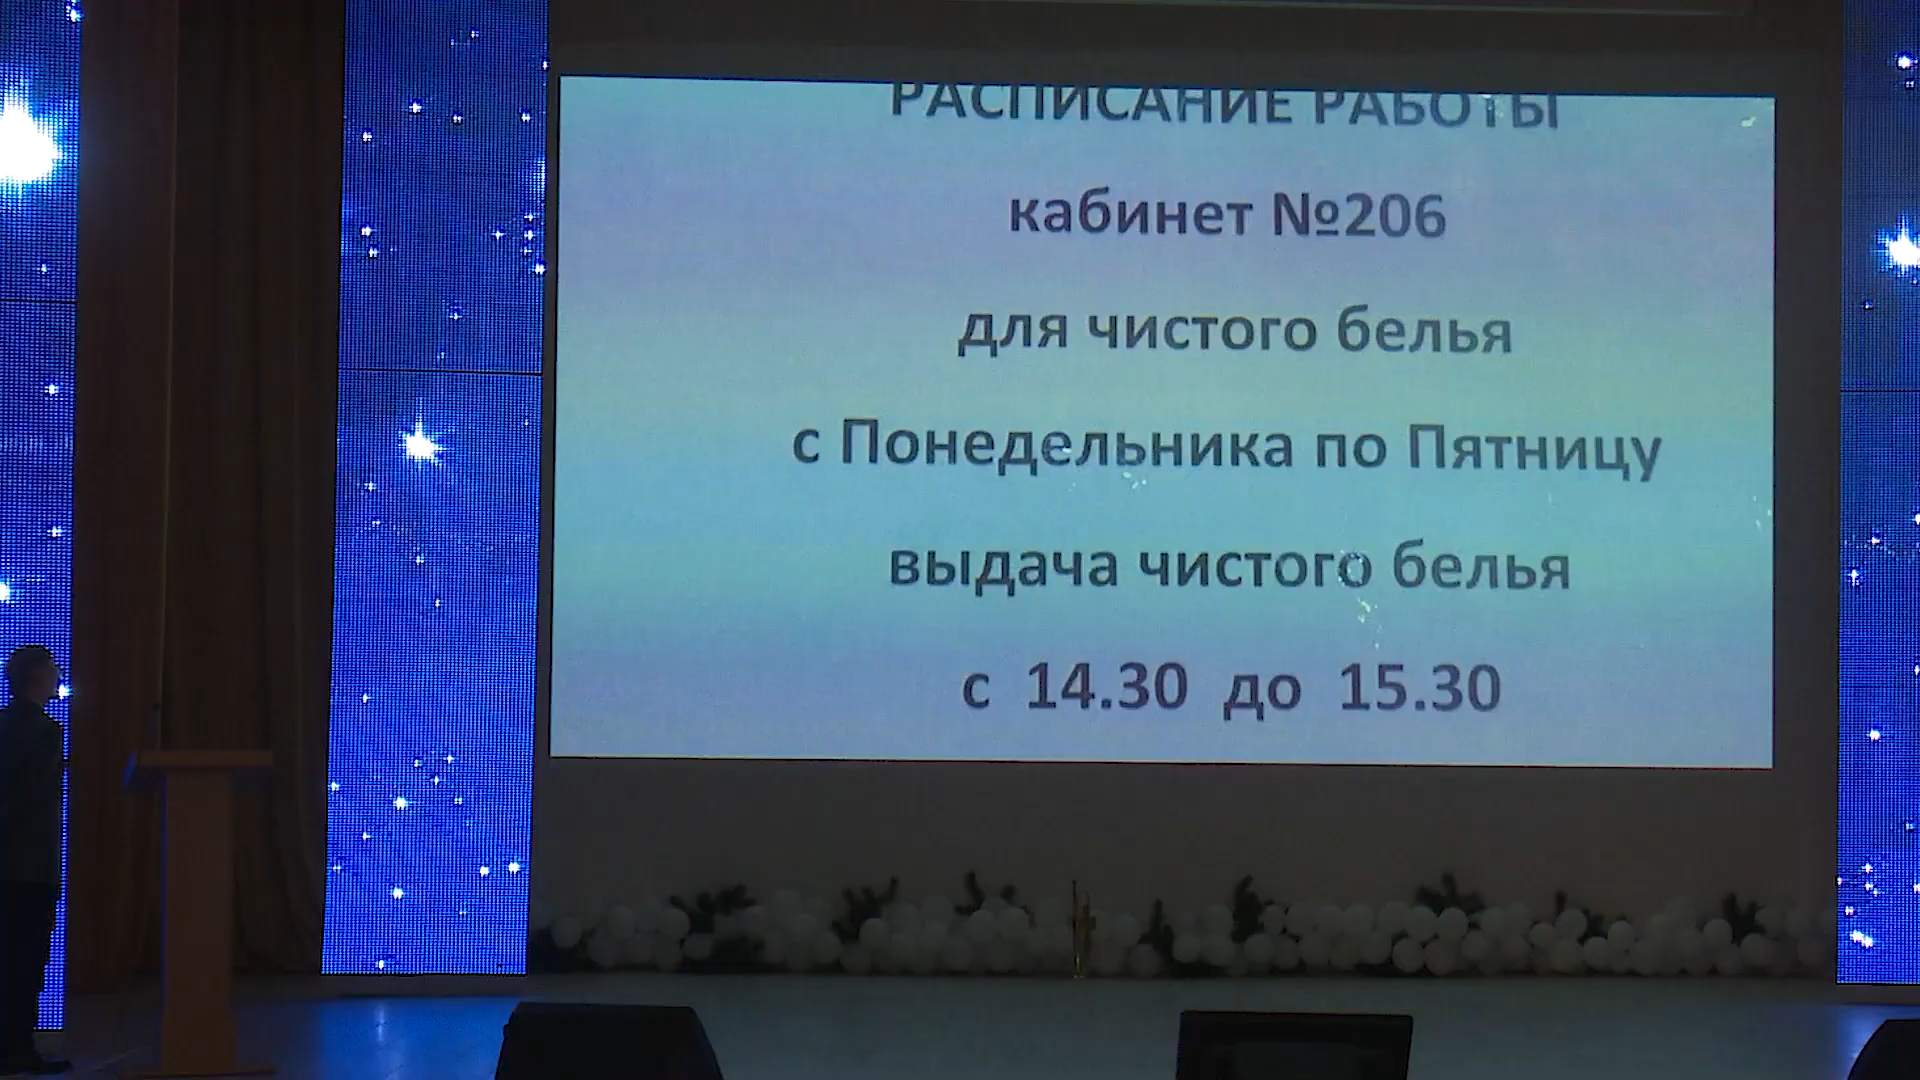 РАСПИСАНИЕ РАБОТЫ
кабинет №206
для чистого белья
с Понедельника по Пятницу
выдача чистого белья
с 14.30 до 15.30